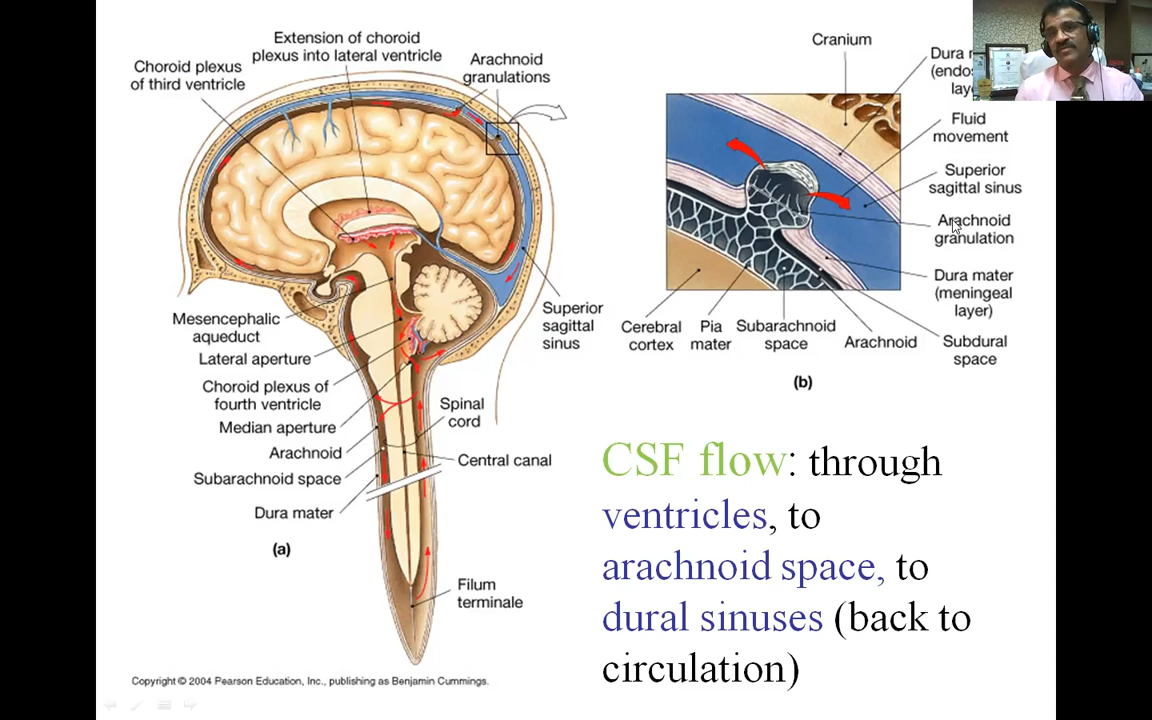 Extension of choroid
plexus into lateral ventricle
Choroid plexus
of third ventricle
Arachnoid
granulations
Mesencephalic
aqueduct
Lateral aperture
Choroid plexus of
fourth ventricle
Median aperture
Arachnoid
Subarachnoid space
Dura mater
(a)
Superior
sagittal
sinus
Spinal
cord
Central canal
Filum
terminale
Copyright © 2004 Pearson Education, Inc., publishing as Benjamin Cummings.
Cranium
Dura
Fluid
movement
Superior
sagittal sinus
Arachnoid
granulation
Dura mater
(meningeal
layer)
Cerebral
cortex
Pia
mater
Subarachnoid
space
Arachnoid
Subdural
space
(b)
CSF flow: through
ventricles, to
arachnoid space, to
dural sinuses (back to
circulation)